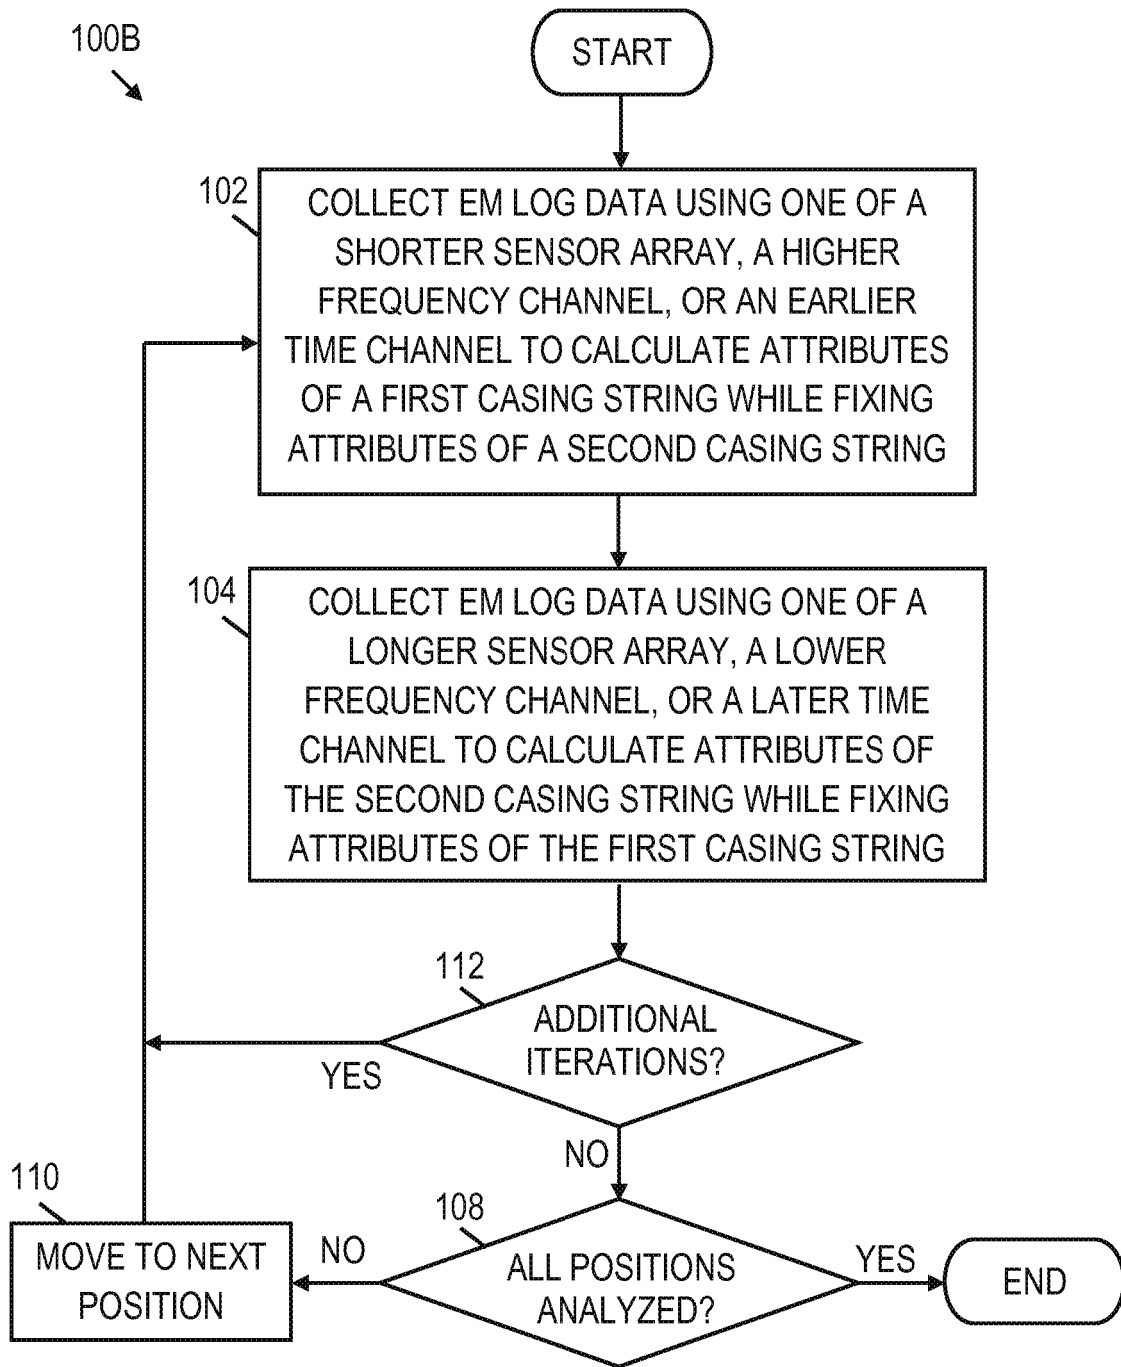 100B
START
102
COLLECT EM LOG DATA USING ONE OF A
SHORTER SENSOR ARRAY, A HIGHER
FREQUENCY CHANNEL, OR AN EARLIER
TIME CHANNEL TO CALCULATE ATTRIBUTES
OF A FIRST CASING STRING WHILE FIXING
ATTRIBUTES OF A SECOND CASING STRING
104
COLLECT EM LOG DATA USING ONE OF A
LONGER SENSOR ARRAY, A LOWER
FREQUENCY CHANNEL, OR A LATER TIME
CHANNEL TO CALCULATE ATTRIBUTES OF
THE SECOND CASING STRING WHILE FIXING
ATTRIBUTES OF THE FIRST CASING STRING
112
ADDITIONAL
ITERATIONS?
YES
NO
110
MOVE TO NEXT
POSITION
NO
108
ALL POSITIONS
ANALYZED?
YES
END